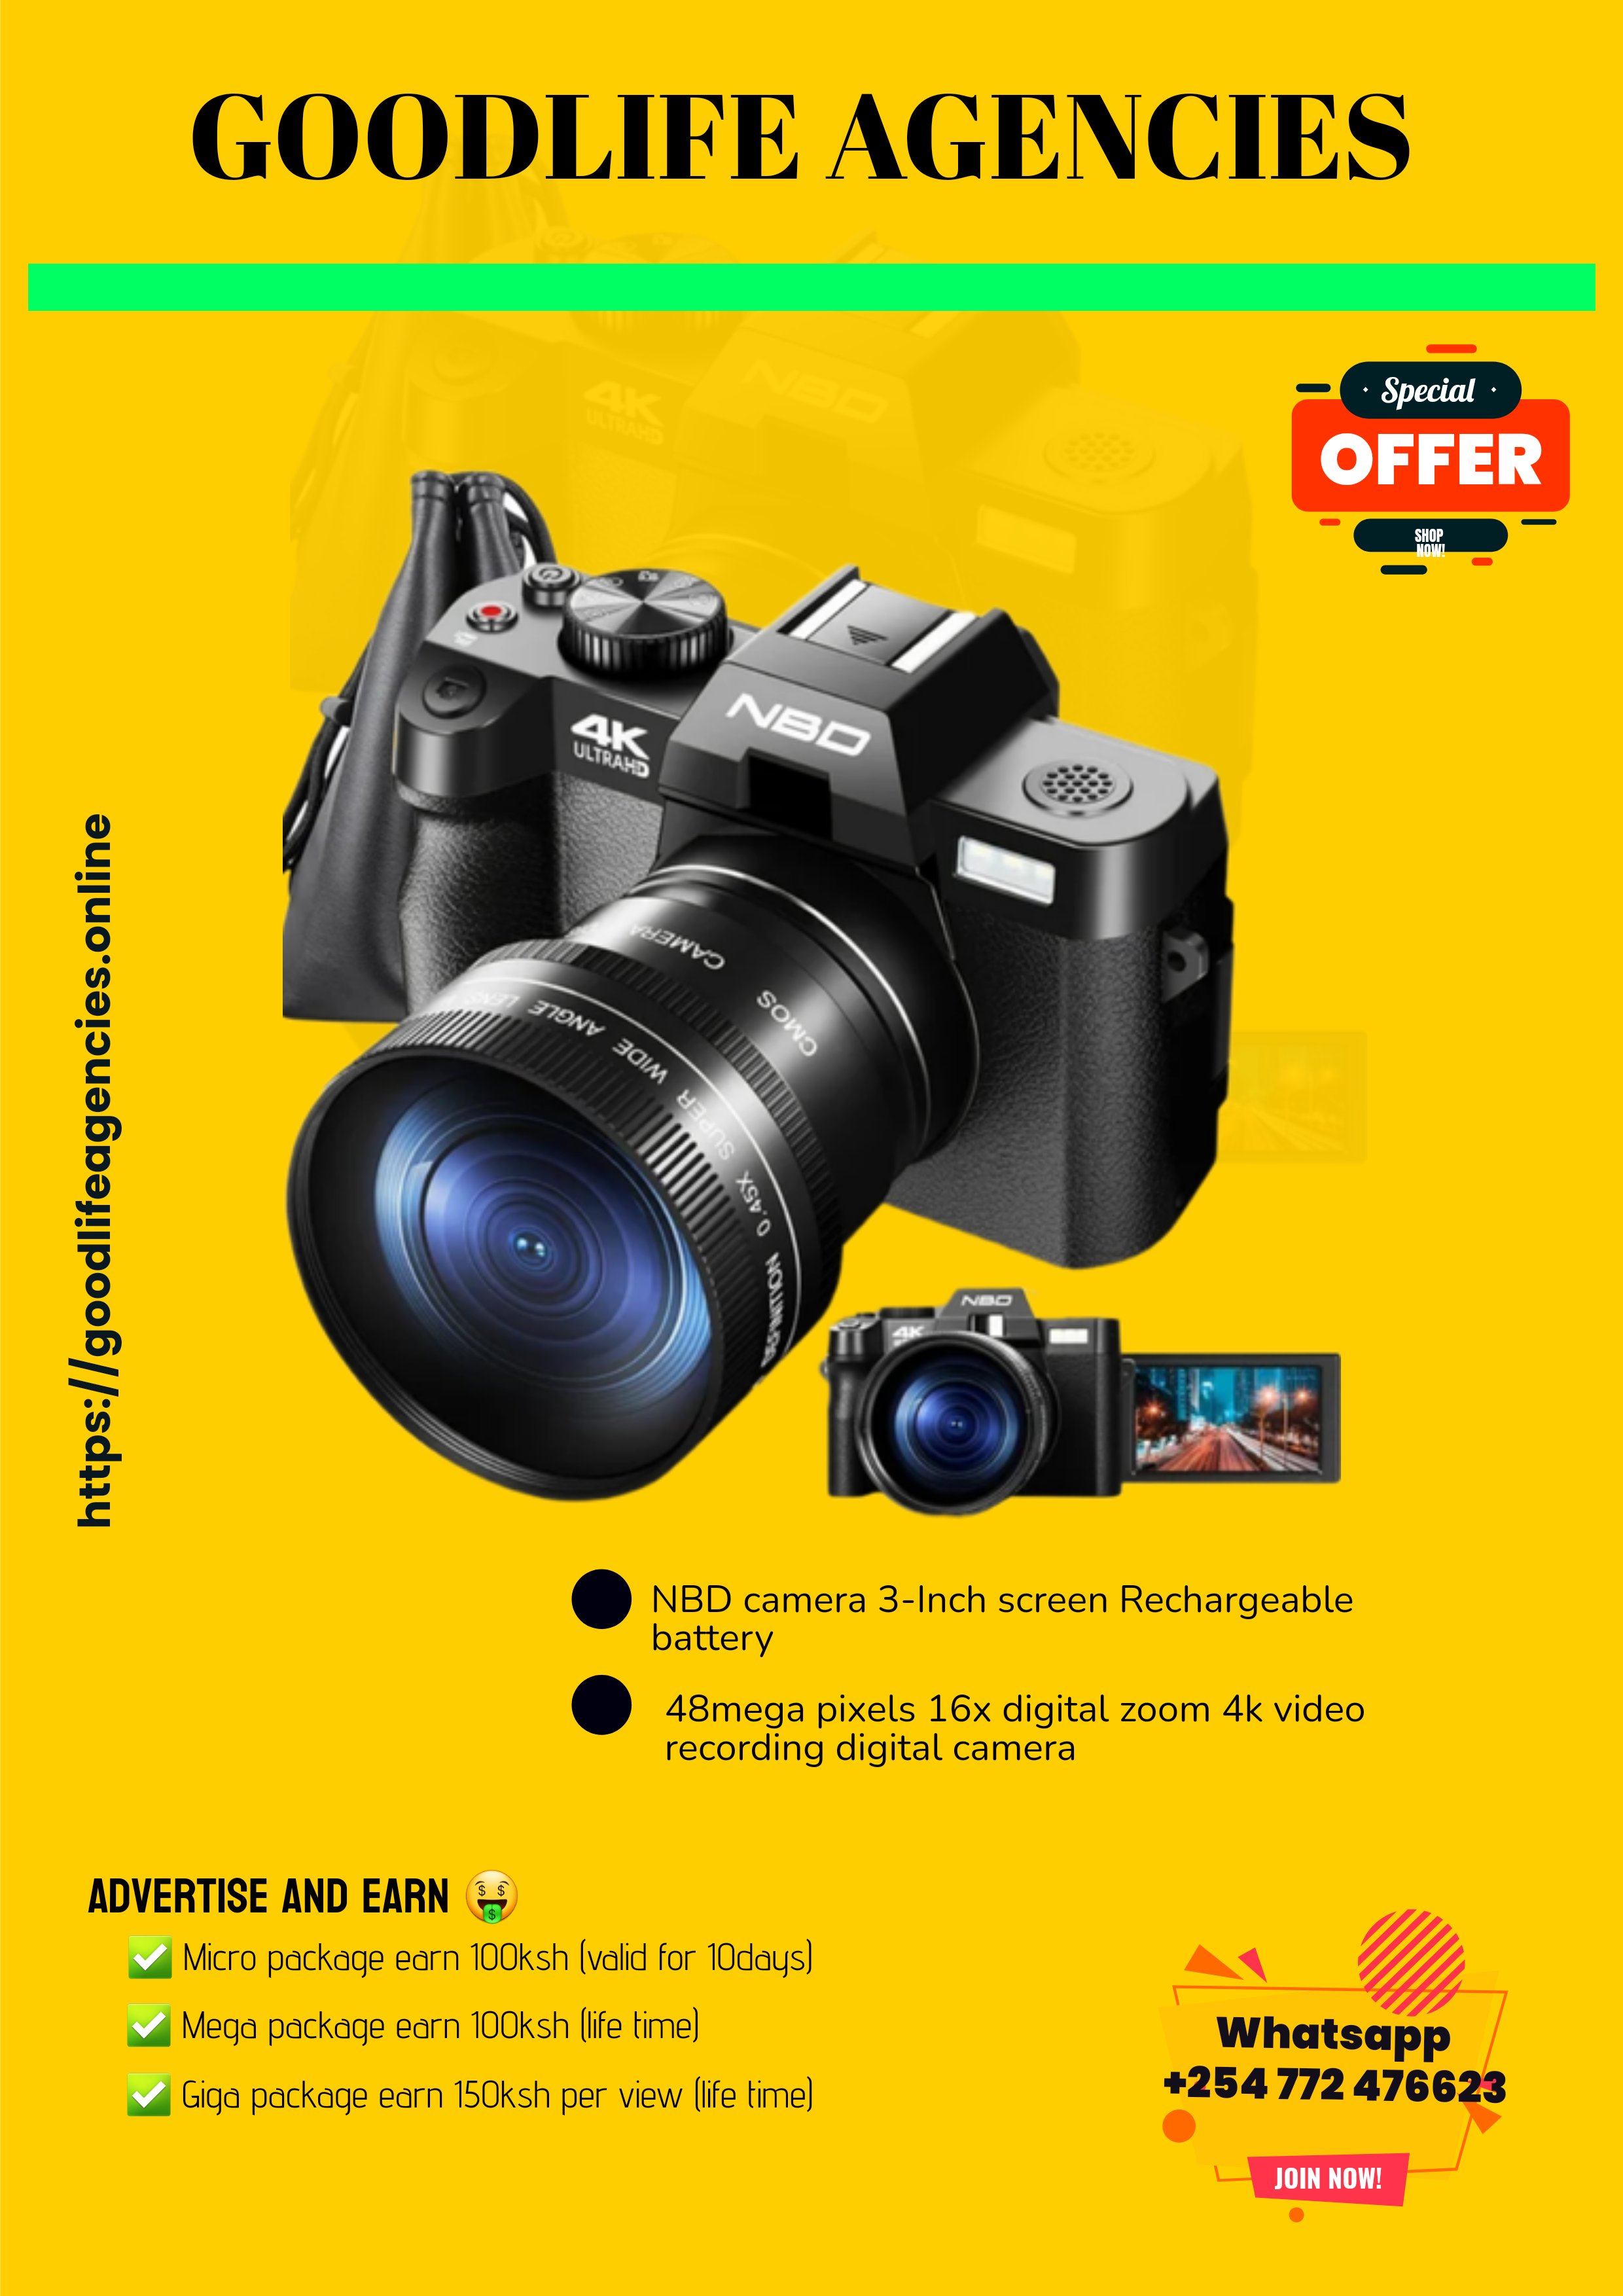 GOODLIFE AGENCIES
Special
OFFER
SHOP
NOW!
https://goodlifeagencies.online
NBD
4K
ULTRAHD
CAMERA
CMOS
0.45X SUPER WIDE ANGLE LENS
NBD
4K
NBD camera 3-Inch screen Rechargeable
battery
48mega pixels 16x digital zoom 4k video
recording digital camera
ADVERTISE AND EARN 🤑
✅ Micro package earn 100ksh (valid for 10days)
✅ Mega package earn 100ksh (life time)
✅ Giga package earn 150ksh per view (life time)
Whatsapp
+254 772 476623
JOIN NOW!